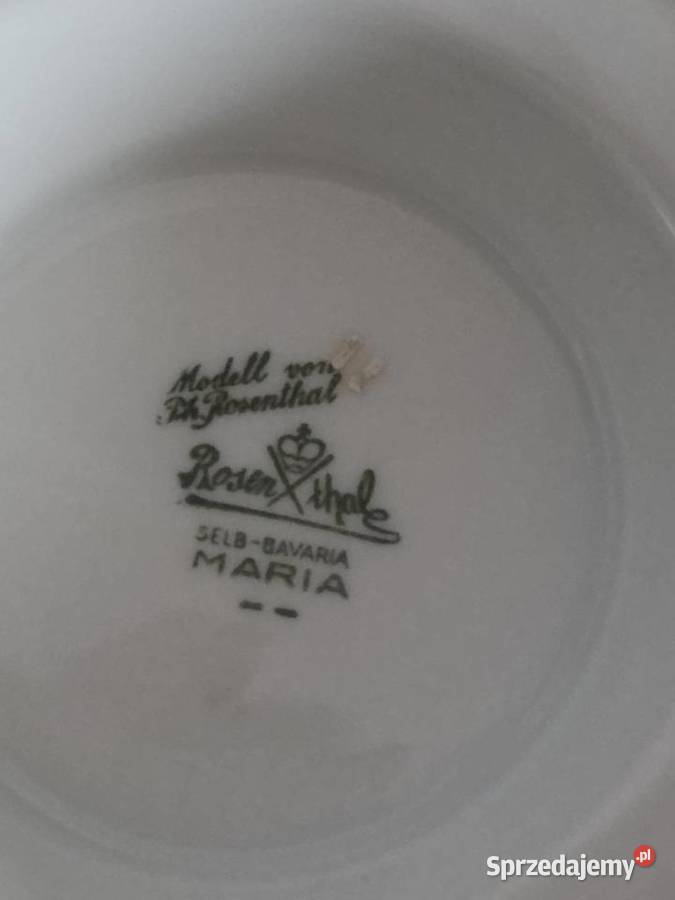 Modell von
Ph. Rosenthal
Rosenthal
SELB-BAVARIA
MARIA
Sprzedajemy.pl